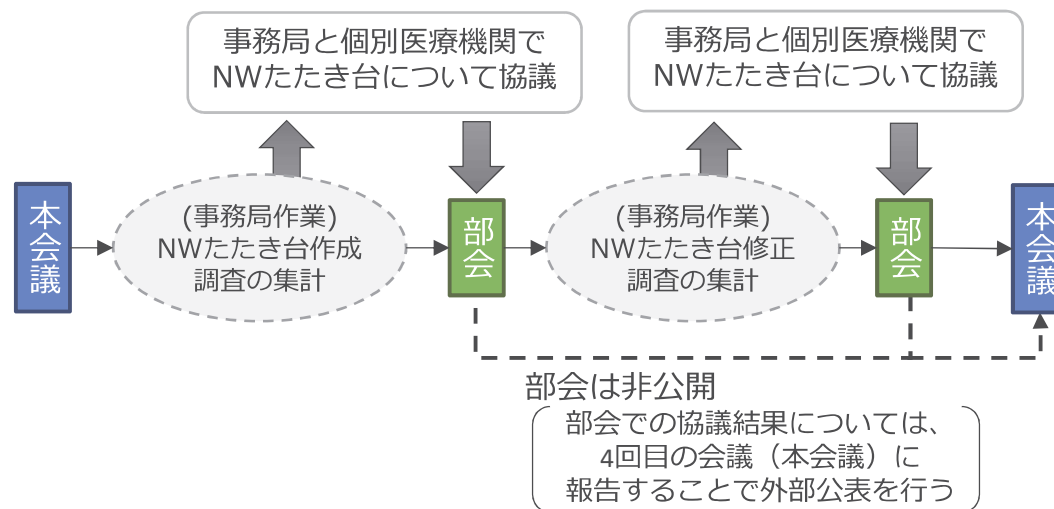 事務局と個別医療機関で
NWたたき台について協議
事務局と個別医療機関で
NWたたき台について協議
本会議
(事務局作業)
NWたたき台作成
調査の集計
部会
(事務局作業)
NWたたき台修正
調査の集計
部会
本会議
部会は非公開
部会での協議結果については、
4回目の会議（本会議）に
報告することで外部公表を行う